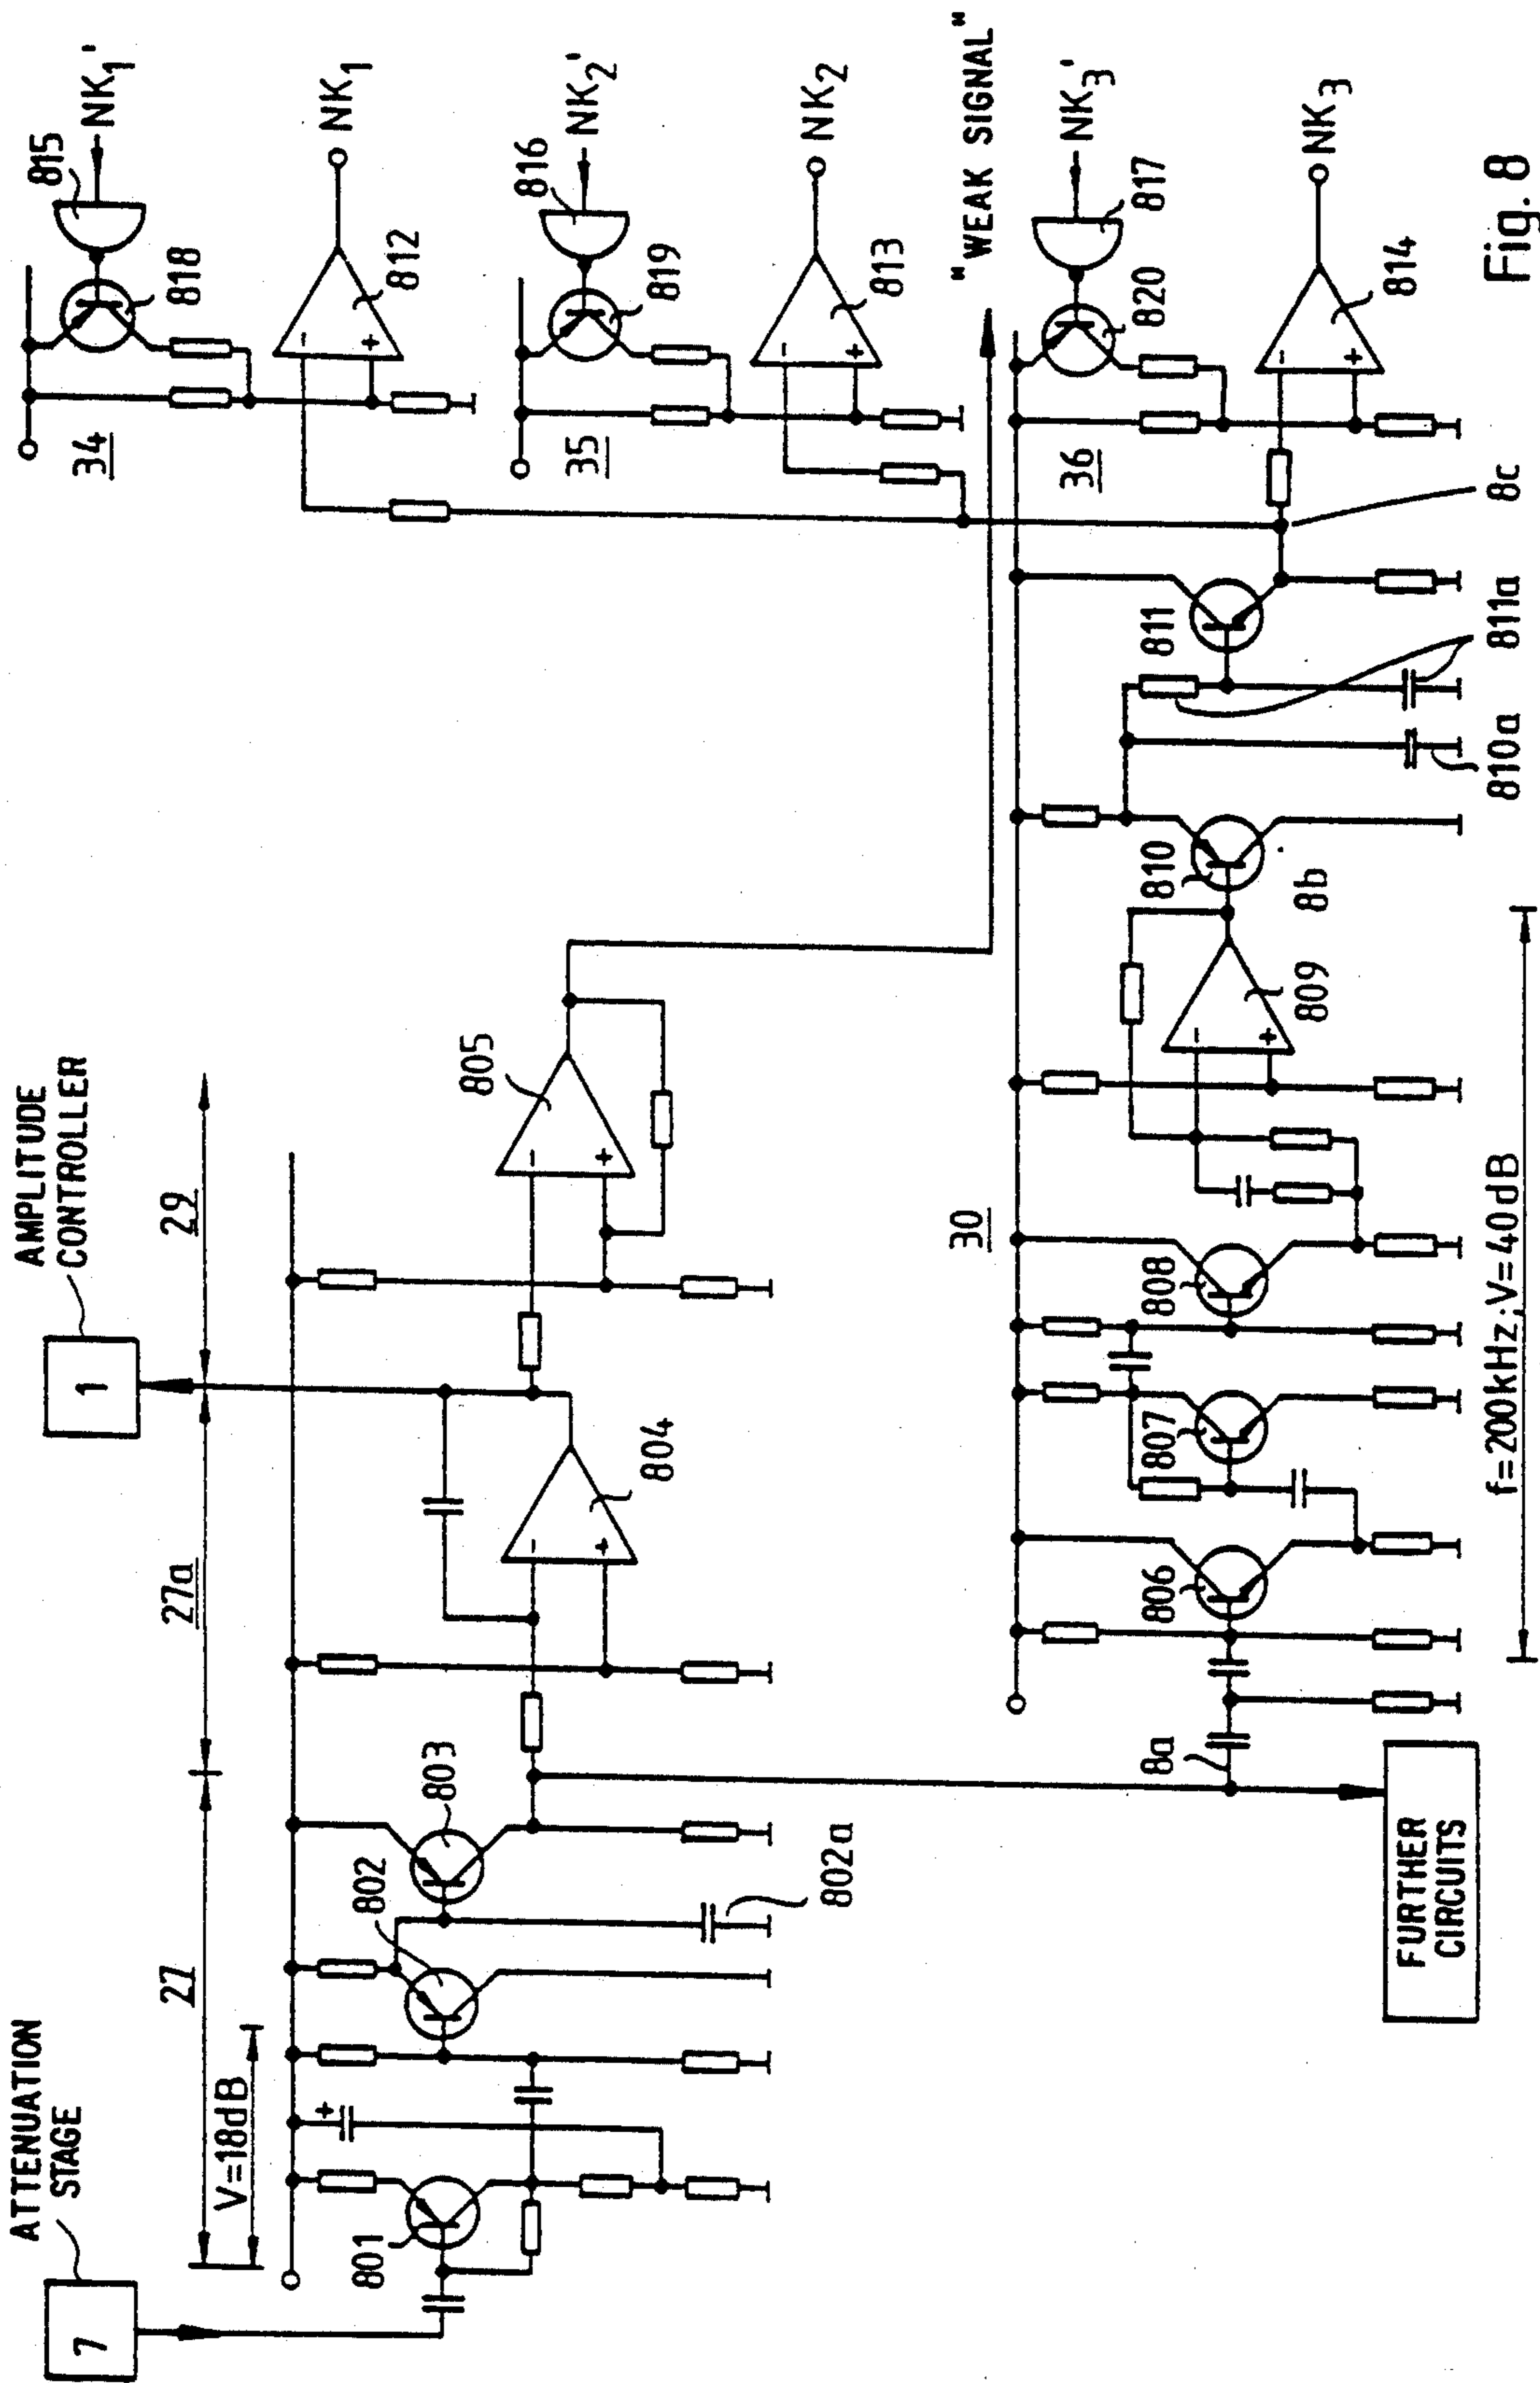 ATTENUATION
STAGE
7
AMPLITUDE
CONTROLLER
1
27
27a
29
V=18dB
801
802
803
802a
804
805
"WEAK SIGNAL"
34
815
NK1'
818
NK1
812
35
816
NK2'
819
NK2
813
36
817
NK3'
820
NK3
814
30
8a
806
807
808
809
8b
810
811
810a
811a
8c
- + - + - + - + - + - +
+
FURTHER
CIRCUITS
f=200kHz; V=40dB
Fig. 8